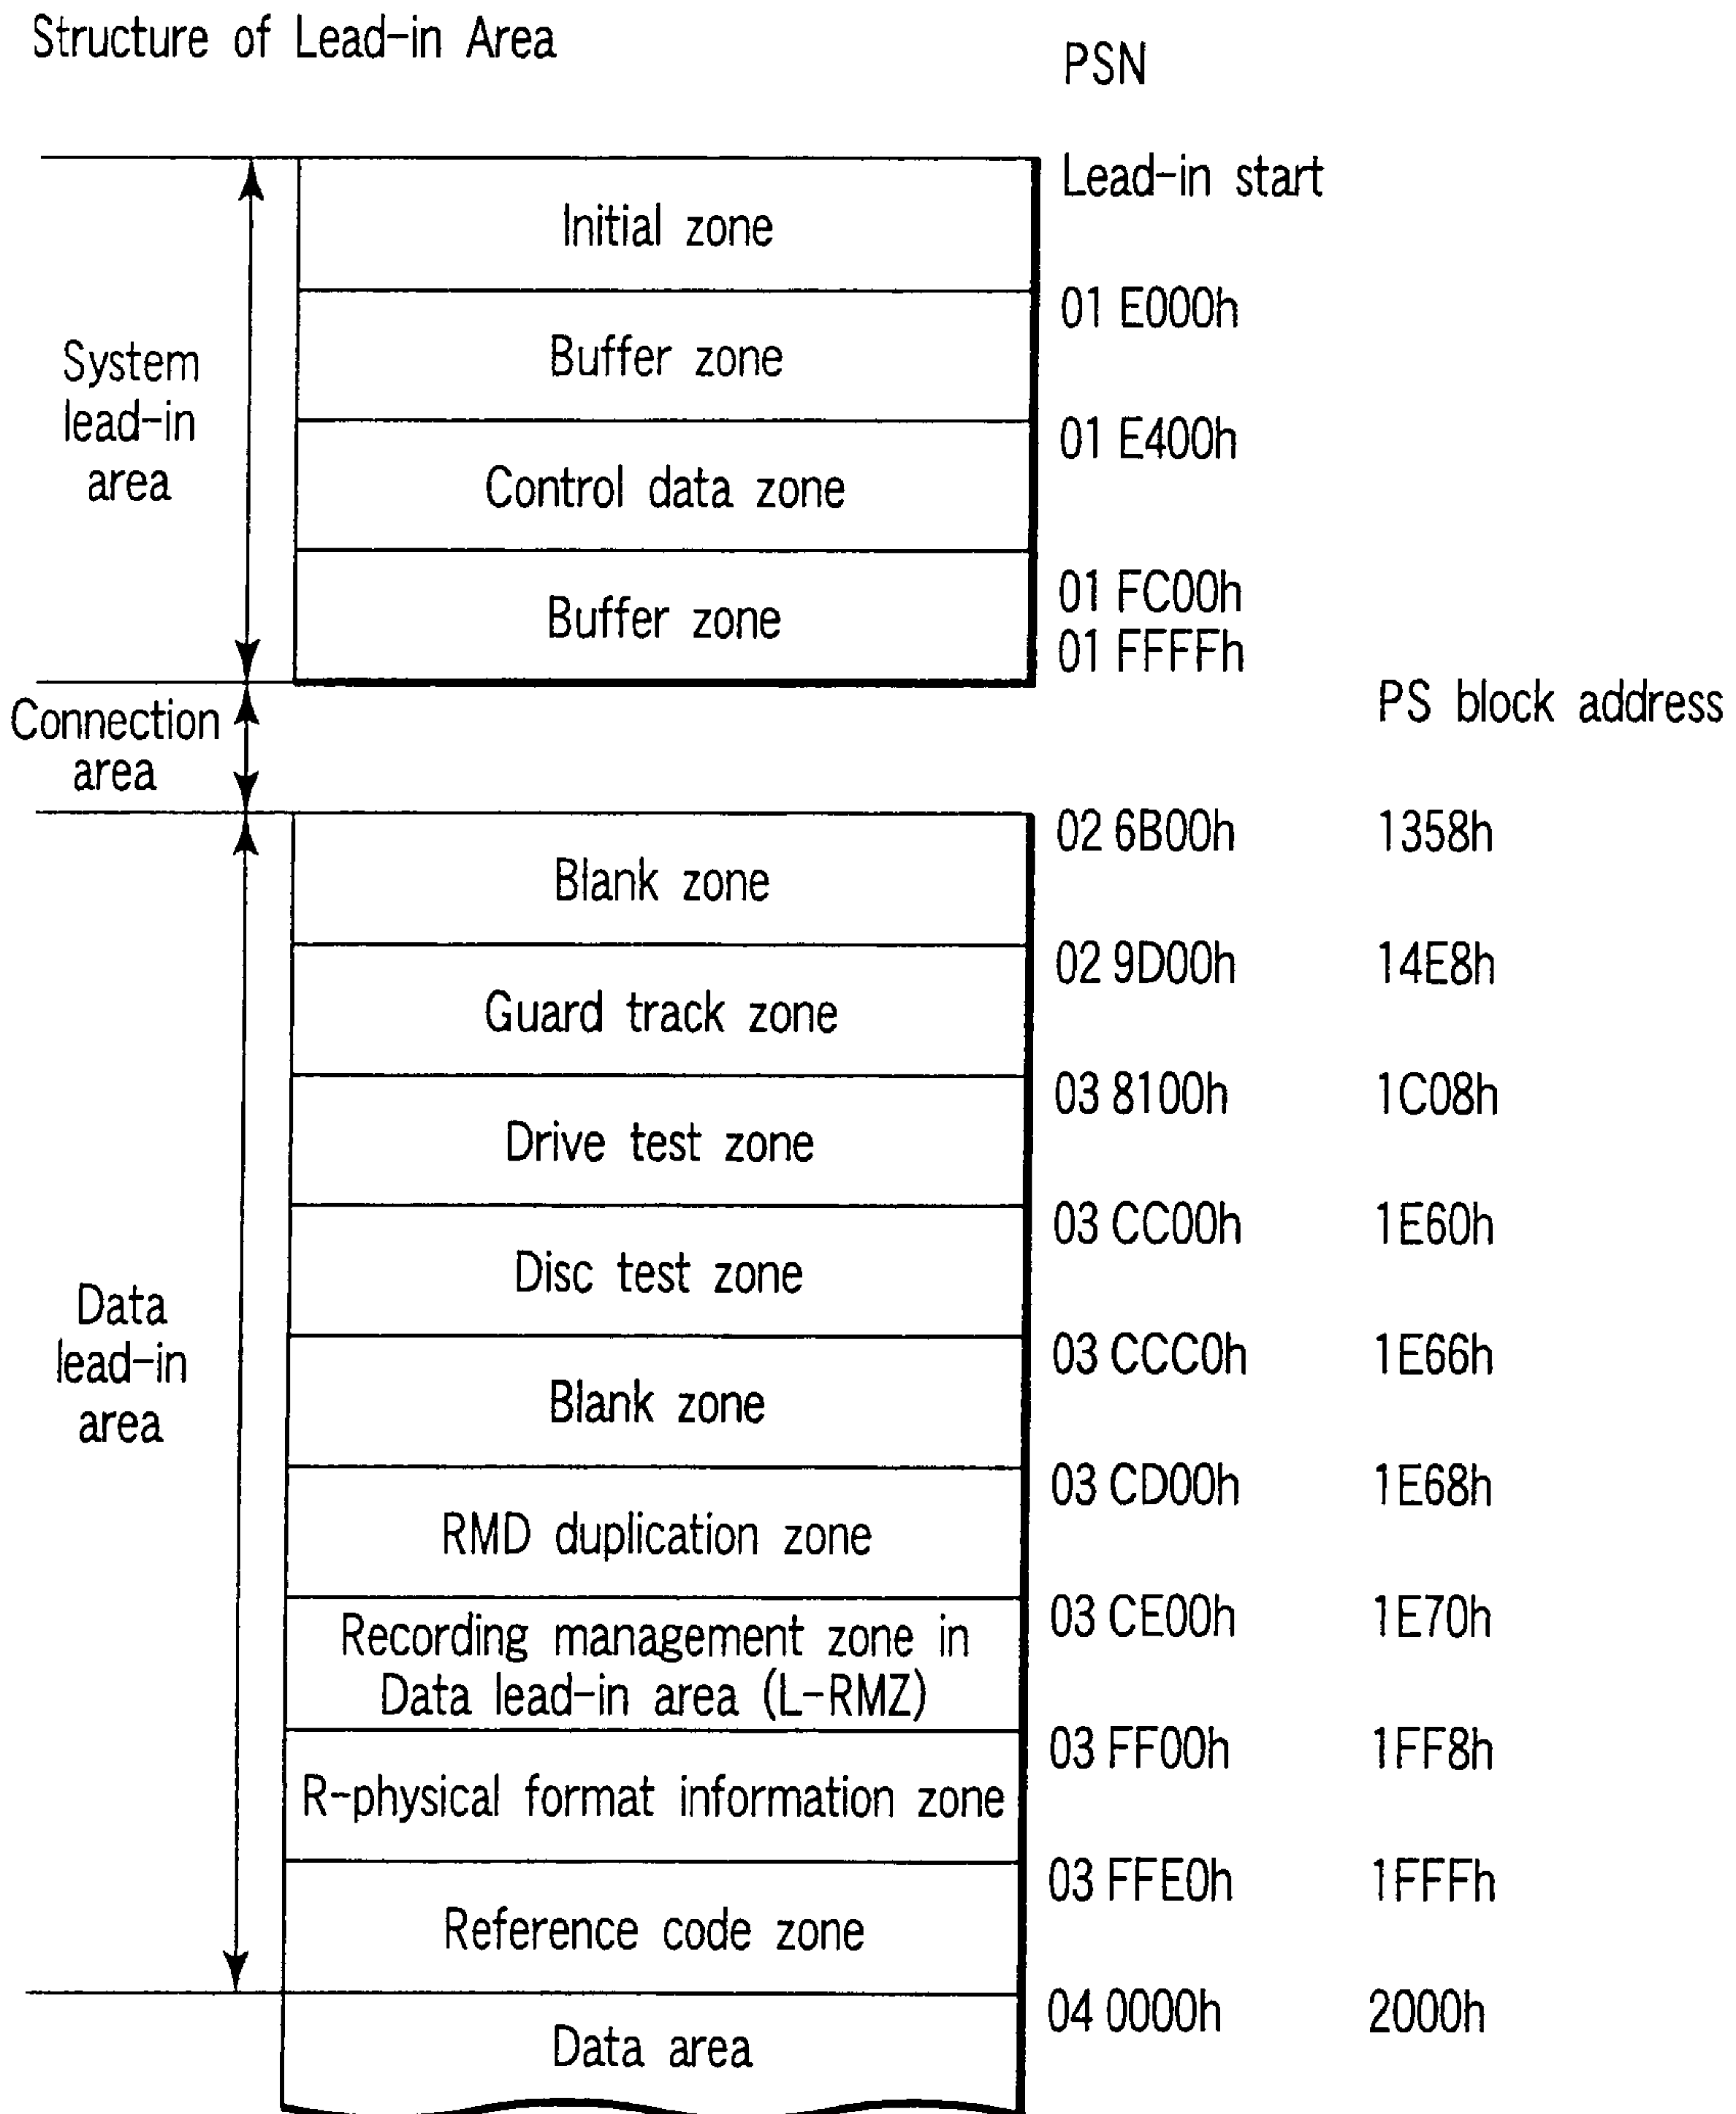 Structure of Lead-in Area
PSN
Lead-in start
Initial zone
01 E000h
Buffer zone
01 E400h
Control data zone
01 FC00h
Buffer zone
01 FFFFh
System
lead-in
area
PS block address
Connection
area
02 6B00h 1358h
Blank zone
02 9D00h 14E8h
Guard track zone
03 8100h 1C08h
Drive test zone
03 CC00h 1E60h
Disc test zone
03 CCC0h 1E66h
Blank zone
03 CD00h 1E68h
RMD duplication zone
03 CE00h 1E70h
Recording management zone in
Data lead-in area (L-RMZ)
03 FF00h 1FF8h
R-physical format information zone
03 FFE0h 1FFFh
Reference code zone
Data
lead-in
area
04 0000h 2000h
Data area